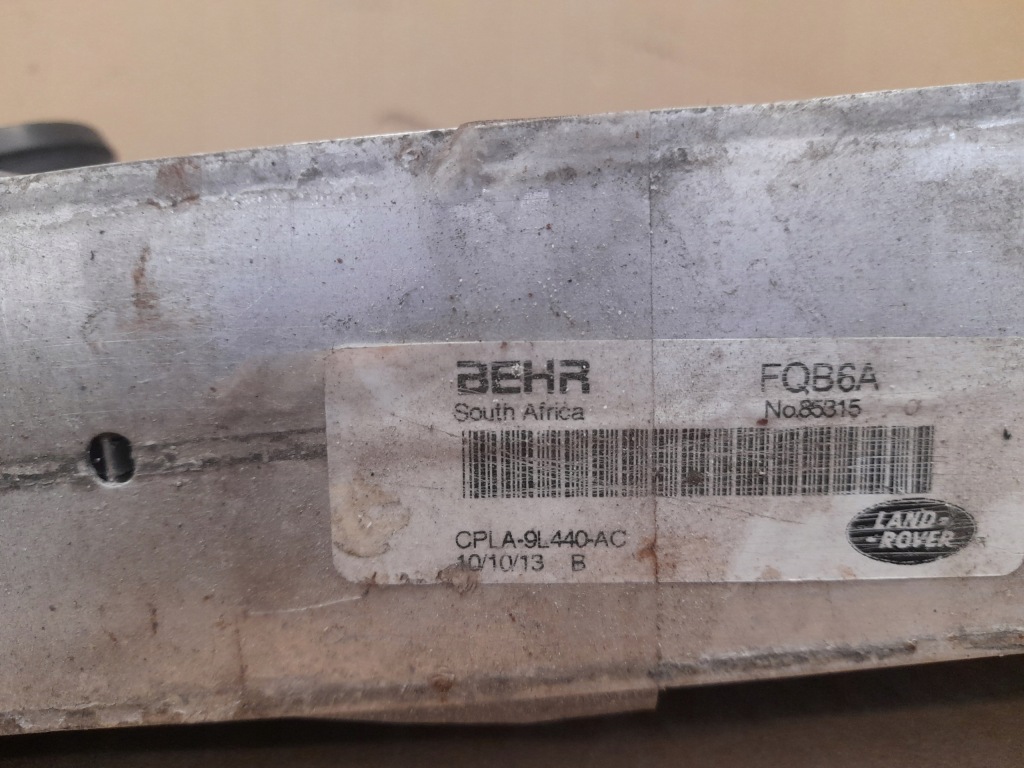 BEHR
FQB6A
South Africa
No.85315
CPLA-9L440-AC
LAND-
-ROVER
10/10/13 B